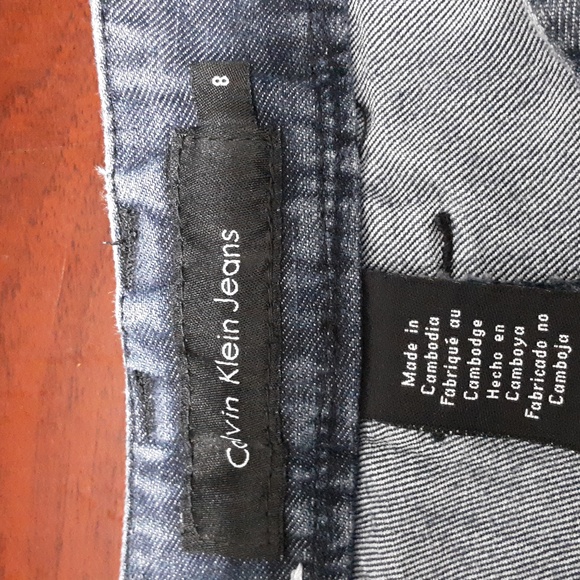 8
Calvin Klein Jeans
Made in
Cambodia
Fabriqué au
Cambodge
Hecho en
Camboya
Fabricado no
Camboja